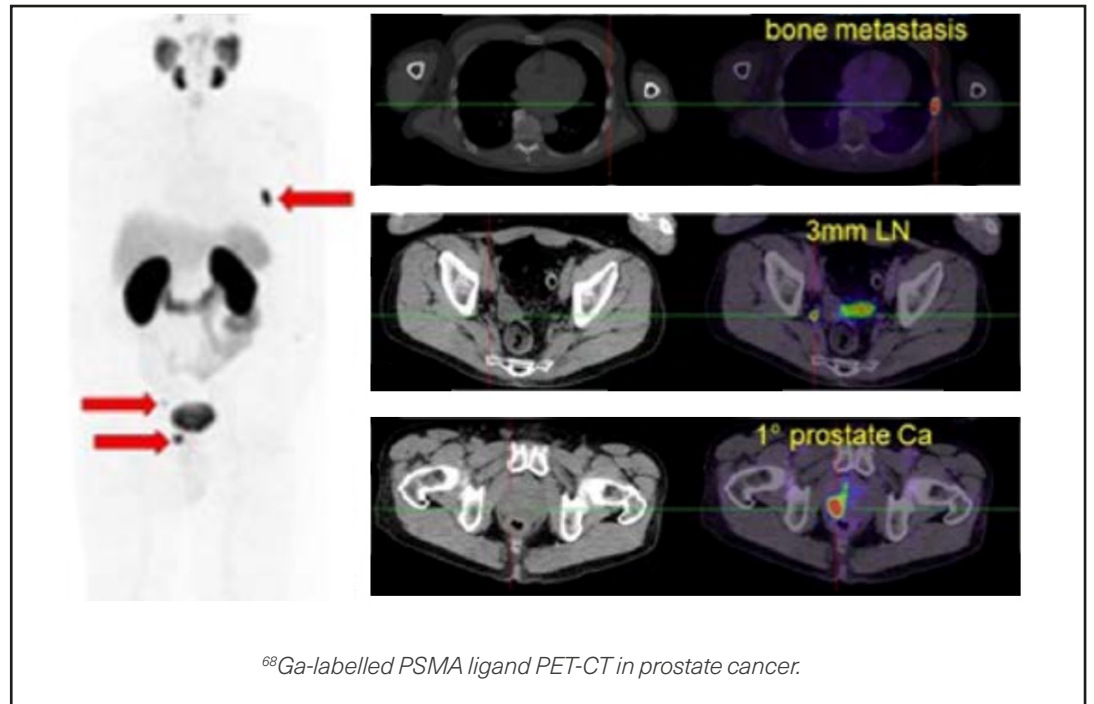 bone metastasis
3mm LN
1° prostate Ca
⁶⁸Ga-labelled PSMA ligand PET-CT in prostate cancer.